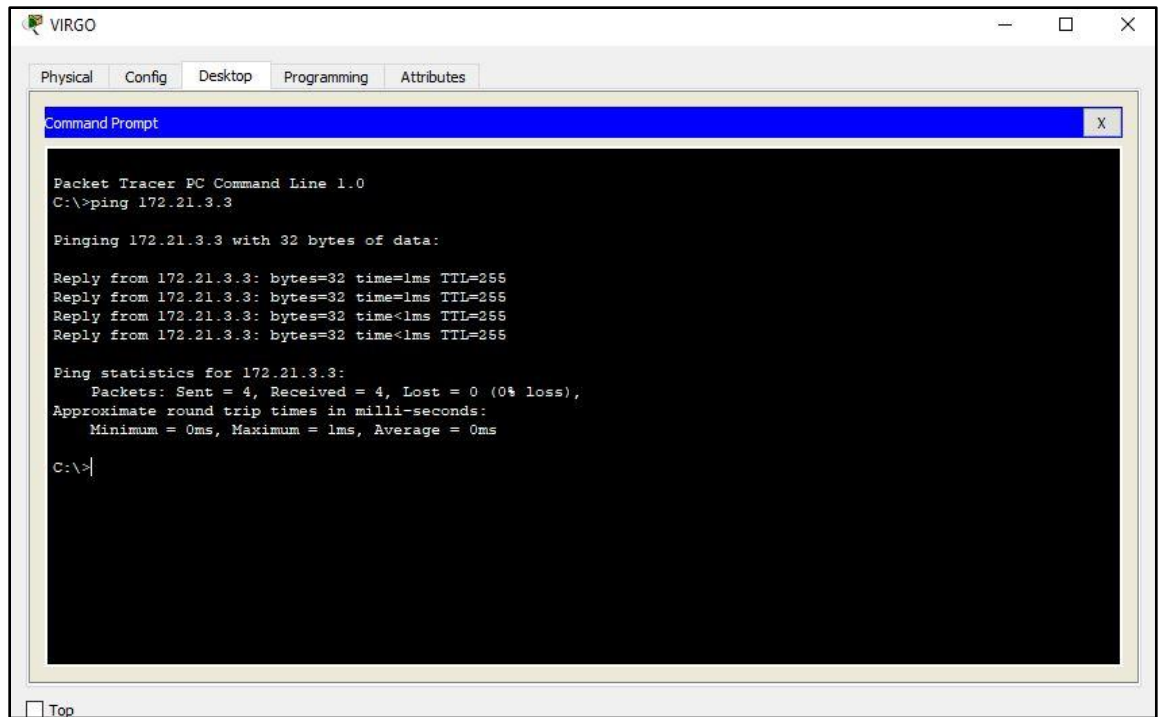 VIRGO
Physical Config Desktop Programming Attributes
Command Prompt
X
Packet Tracer PC Command Line 1.0
C:\>ping 172.21.3.3
Pinging 172.21.3.3 with 32 bytes of data:
Reply from 172.21.3.3: bytes=32 time=1ms TTL=255
Reply from 172.21.3.3: bytes=32 time=1ms TTL=255
Reply from 172.21.3.3: bytes=32 time<1ms TTL=255
Reply from 172.21.3.3: bytes=32 time<1ms TTL=255
Ping statistics for 172.21.3.3:
Packets: Sent = 4, Received = 4, Lost = 0 (0% loss),
Approximate round trip times in milli-seconds:
Minimum = 0ms, Maximum = 1ms, Average = 0ms
C:\>
Top